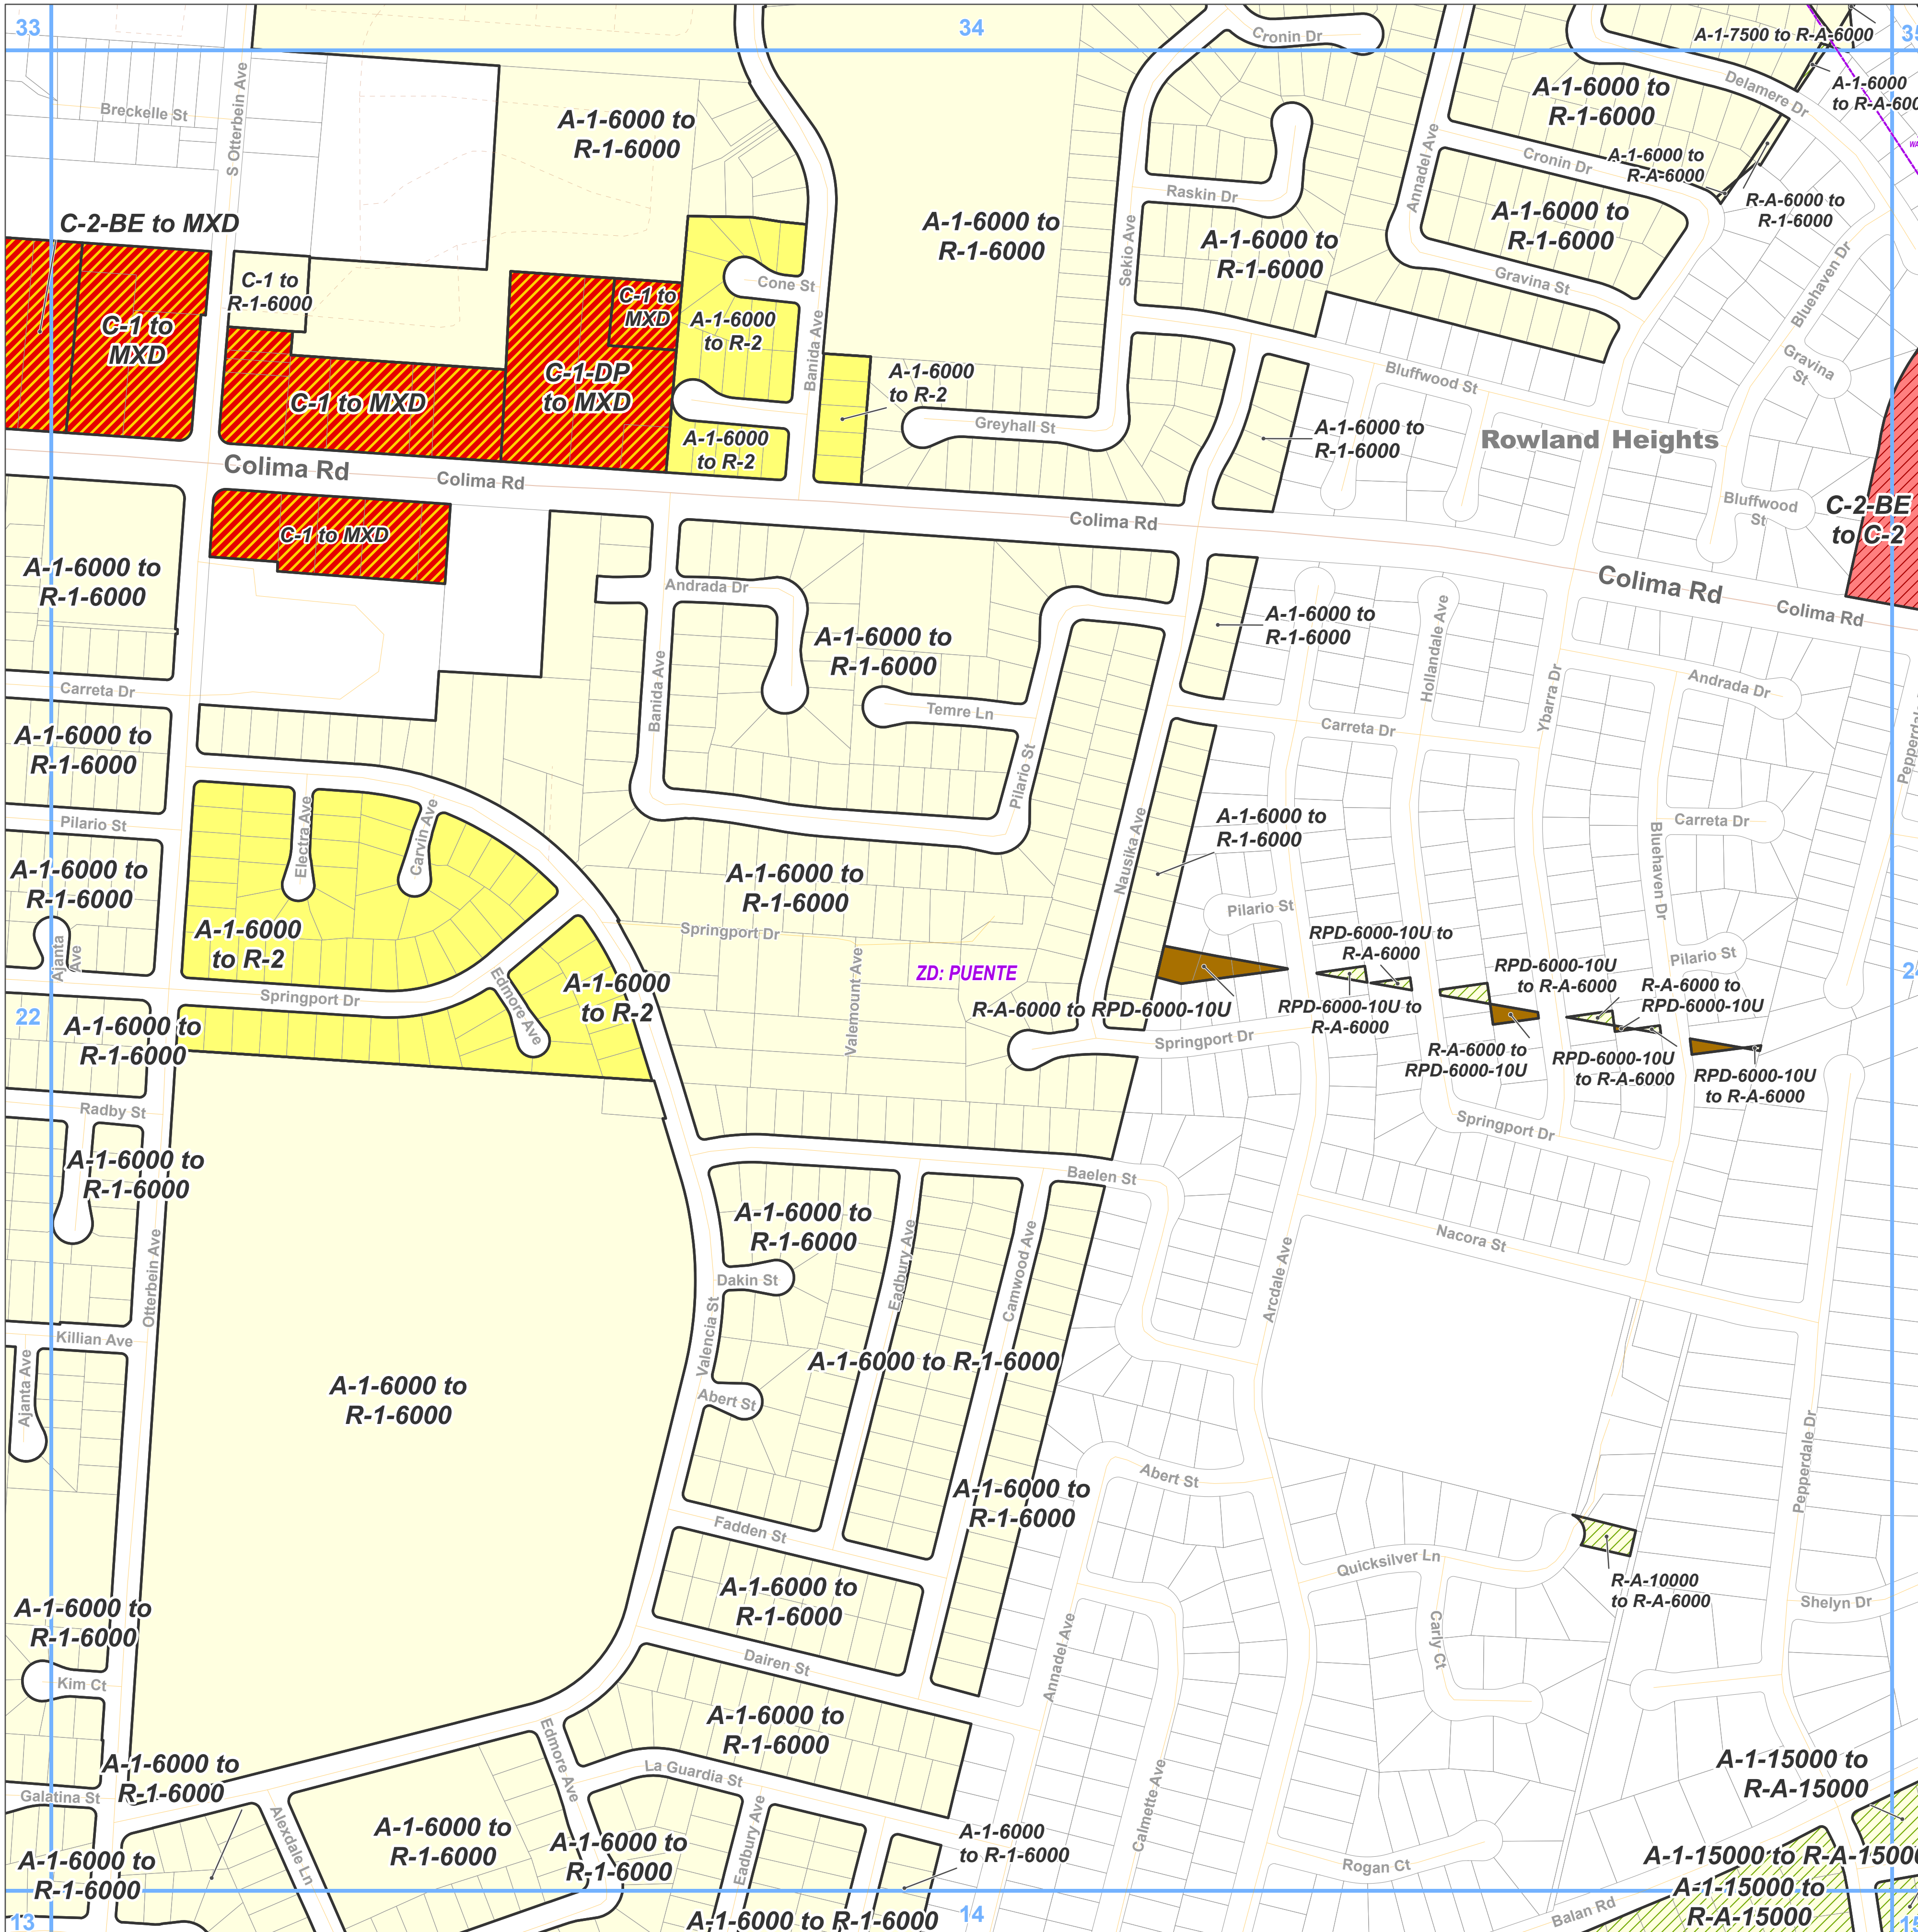 33
34
35
Cronin Dr
A-1-7500 to R-A-6000
Breckelle St
S Otterbein Ave
A-1-6000 to
R-1-6000
A-1-6000 to
R-1-6000
Delamere Dr
A-1-6000
to R-A-600
Annadel Ave
Cronin Dr
A-1-6000 to
R-A-6000
R-A-6000 to
R-1-6000
Raskin Dr
A-1-6000 to
R-1-6000
C-2-BE to MXD
A-1-6000 to
R-1-6000
Sekio Ave
A-1-6000 to
R-1-6000
Gravina St
Bluehaven Dr
C-1 to
R-1-6000
Cone St
C-1 to
MXD
C-1 to
MXD
A-1-6000
to R-2
Banida Ave
Gravina
St
C-1-DP
to MXD
A-1-6000
to R-2
Bluffwood St
C-1 to MXD
Greyhall St
A-1-6000
to R-2
A-1-6000 to
R-1-6000
Rowland Heights
Colima Rd
Colima Rd
Colima Rd
Bluffwood
St
C-2-BE
to C-2
C-1 to MXD
A-1-6000 to
R-1-6000
Andrada Dr
Colima Rd
Colima Rd
A-1-6000 to
R-1-6000
A-1-6000 to
R-1-6000
Hollandale Ave
Ybarra Dr
Andrada Dr
Carreta Dr
Banida Ave
Temre Ln
Carreta Dr
Pepperdale
A-1-6000 to
R-1-6000
Pilario St
Pilario St
Electra Ave
Carvin Ave
Nausika Ave
A-1-6000 to
R-1-6000
Carreta Dr
Bluehaven Dr
A-1-6000 to
R-1-6000
A-1-6000 to
R-1-6000
Pilario St
A-1-6000
to R-2
Springport Dr
Ajanta
Ave
RPD-6000-10U to
R-A-6000
Pilario St
ZD: PUENTE
Valemount Ave
RPD-6000-10U
to R-A-6000
24
Springport Dr
Edmore Ave
A-1-6000
to R-2
R-A-6000 to RPD-6000-10U
RPD-6000-10U to
R-A-6000
R-A-6000 to
RPD-6000-10U
22
A-1-6000 to
R-1-6000
Springport Dr
R-A-6000 to
RPD-6000-10U
RPD-6000-10U
to R-A-6000
RPD-6000-10U
to R-A-6000
Radby St
Springport Dr
A-1-6000 to
R-1-6000
Baelen St
A-1-6000 to
R-1-6000
Otterbein Ave
Dakin St
Eadbury Ave
Camwood Ave
Arcdale Ave
Nacora St
Killian Ave
Valencia St
Ajanta Ave
A-1-6000 to R-1-6000
A-1-6000 to
R-1-6000
Abert St
Abert St
Pepperdale Dr
A-1-6000 to
R-1-6000
Fadden St
Quicksilver Ln
A-1-6000 to
R-1-6000
A-1-6000 to
R-1-6000
R-A-10000
to R-A-6000
Shelyn Dr
Carly Ct
Annadel Ave
Dairen St
Kim Ct
A-1-6000 to
R-1-6000
Edmore Ave
A-1-6000 to
R-1-6000
La Guardia St
Galatina St
A-1-15000 to
R-A-15000
Calmette Ave
Alexdale Ln
A-1-6000 to
R-1-6000
A-1-6000 to
R-1-6000
Eadbury Ave
A-1-6000
to R-1-6000
A-1-6000 to
R-1-6000
Rogan Ct
A-1-15000 to R-A-15000
A-1-15000 to
R-A-15000
Balan Rd
13
A-1-6000 to R-1-6000
14
15